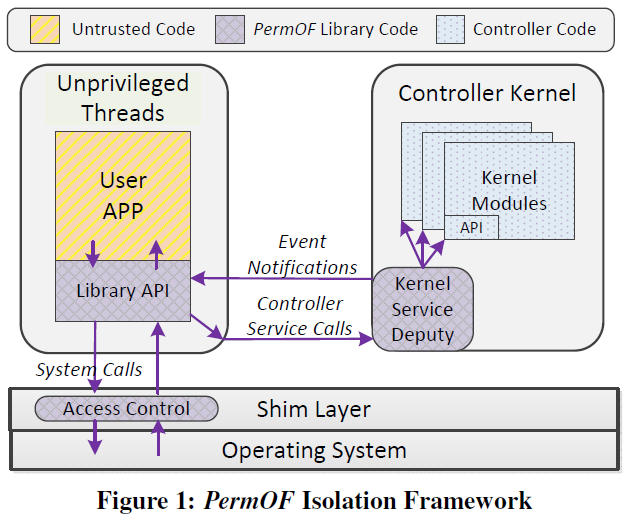 Untrusted Code
PermOF Library Code
Controller Code
Unprivileged
Threads
User
APP
Library API
System Calls
Event
Notifications
Controller
Service Calls
Controller Kernel
Kernel
Modules
API
Kernel
Service
Deputy
Access Control
Shim Layer
Operating System
Figure 1: PermOF Isolation Framework